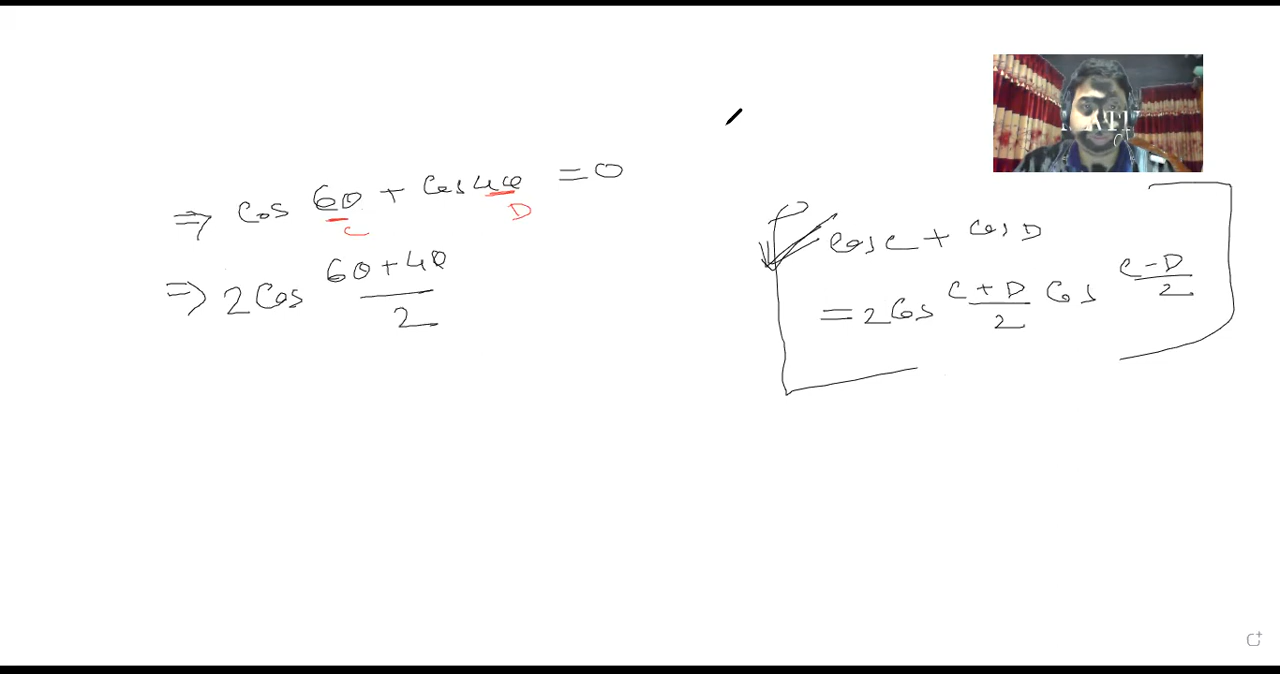 ⇒ Cos 6θ + Cos 4θ = 0
C D
⇒ 2 Cos (6θ + 4θ)/2
Cos C + Cos D
= 2 Cos (C + D)/2 Cos (C - D)/2